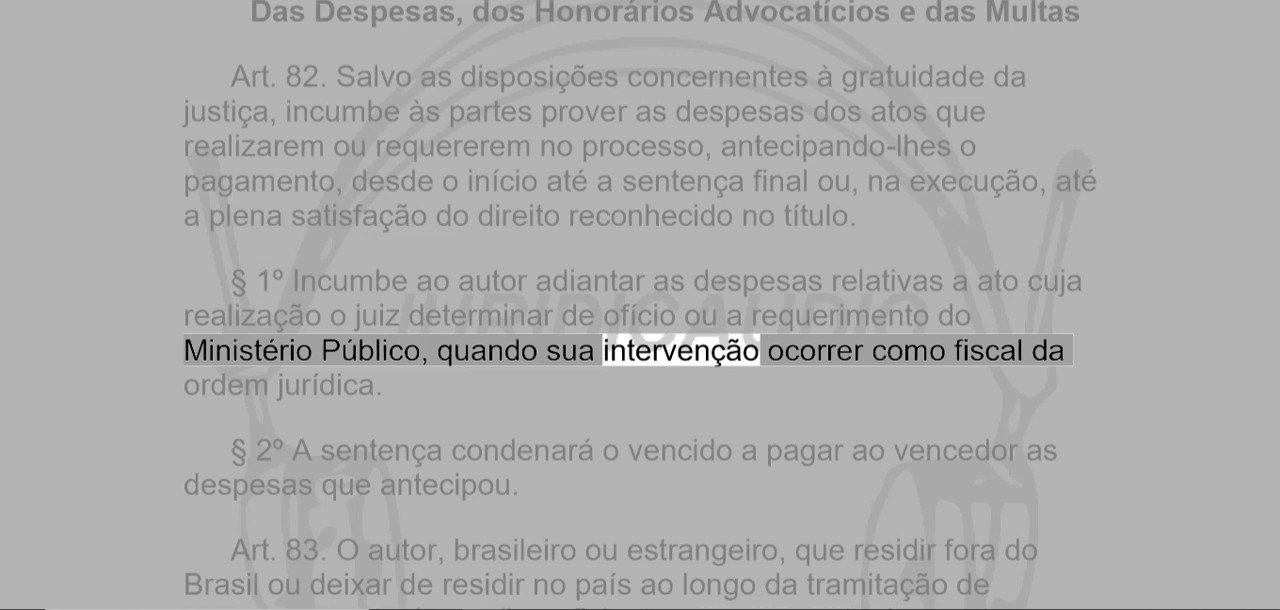 Das Despesas, dos Honorários Advocatícios e das Multas
Art. 82. Salvo as disposições concernentes à gratuidade da
justiça, incumbe às partes prover as despesas dos atos que
realizarem ou requererem no processo, antecipando-lhes o
pagamento, desde o início até a sentença final ou, na execução, até
a plena satisfação do direito reconhecido no título.
§ 1º Incumbe ao autor adiantar as despesas relativas a ato cuja
realização o juiz determinar de ofício ou a requerimento do
Ministério Público, quando sua intervenção ocorrer como fiscal da
ordem jurídica.
§ 2º A sentença condenará o vencido a pagar ao vencedor as
despesas que antecipou.
Art. 83. O autor, brasileiro ou estrangeiro, que residir fora do
Brasil ou deixar de residir no país ao longo da tramitação de